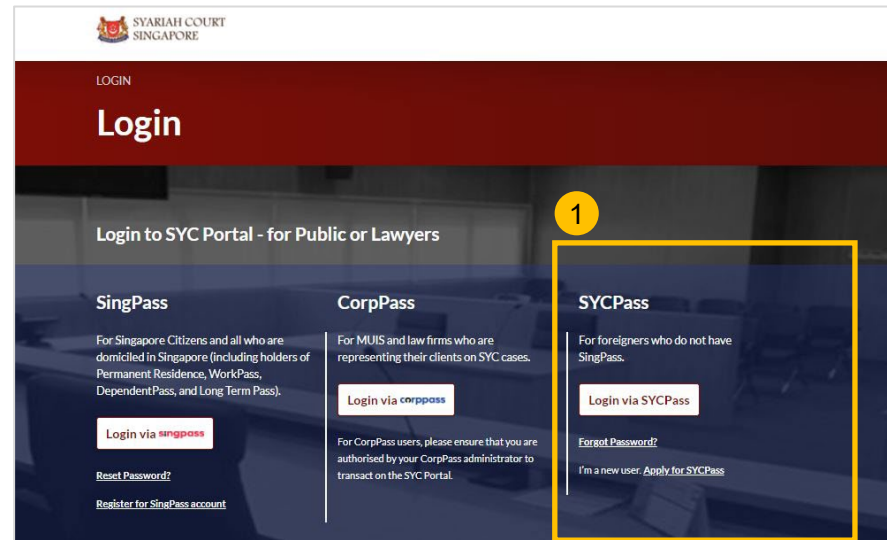 SYARIAH COURT
SINGAPORE
LOGIN
Login
1
Login to SYC Portal - for Public or Lawyers
SingPass
For Singapore Citizens and all who are
domiciled in Singapore (including holders of
Permanent Residence, WorkPass,
DependentPass, and Long Term Pass).
Login via singpass
Reset Password?
Register for SingPass account
CorpPass
For MUIS and law firms who are
representing their clients on SYC cases.
Login via corppass
For CorpPass users, please ensure that you are
authorised by your CorpPass administrator to
transact on the SYC Portal.
SYCPass
For foreigners who do not have
SingPass.
Login via SYCPass
Forgot Password?
I'm a new user. Apply for SYCPass